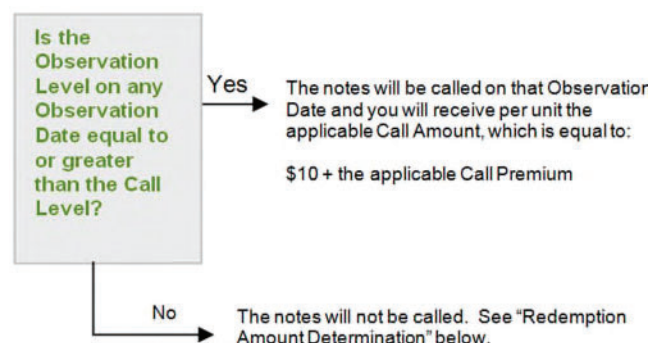 Is the
Observation
Level on any
Observation
Date equal to
or greater
than the Call
Level?
Yes
The notes will be called on that Observation
Date and you will receive per unit the
applicable Call Amount, which is equal to:
$10 + the applicable Call Premium
No
The notes will not be called. See “Redemption
Amount Determination” below.